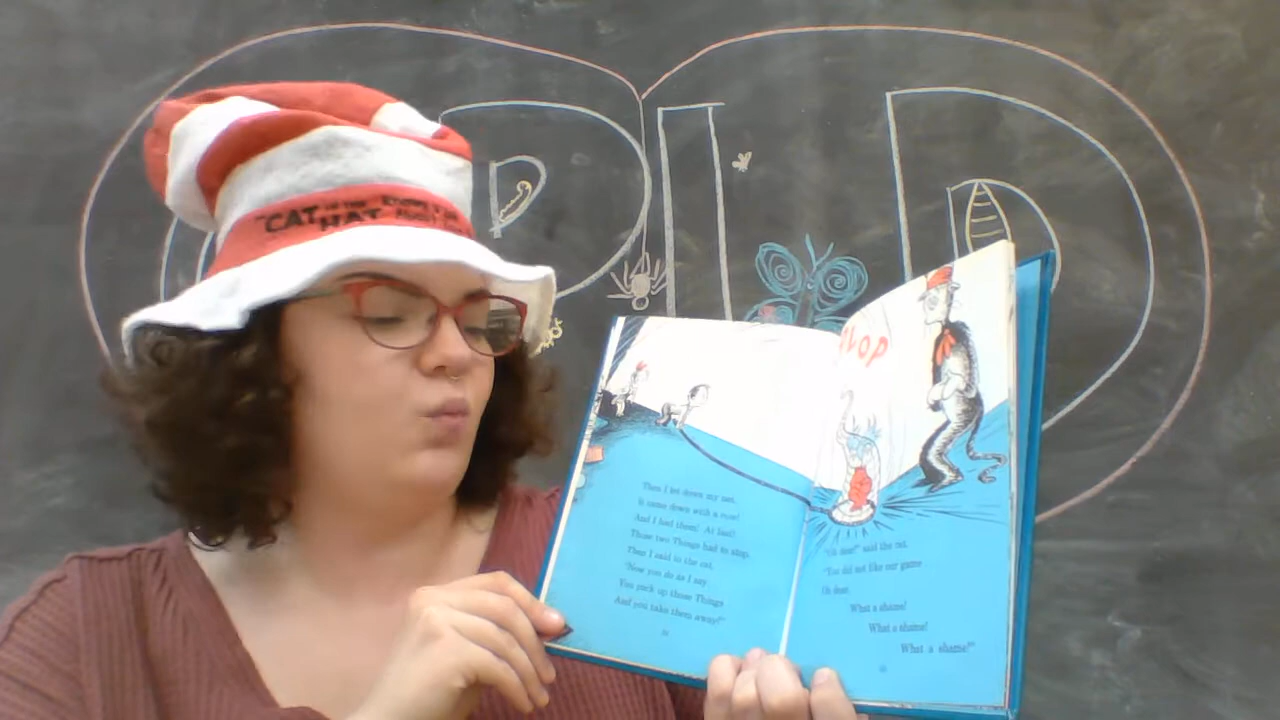 "CAT
HAT
PLOP
Then I let down my net.
It came down with a PLOP!
And I had them! At last!
Those two Things had to stop.
Then I said to the cat,
"Now you do as I say.
You pick up those Things
And you take them away!"
"Oh dear!" said the cat.
"You did not like our game
Oh dear.
What a shame!
What a shame!
What a shame!"